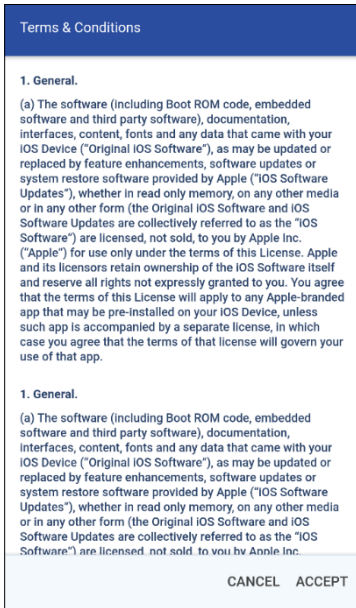 Terms & Conditions
1. General.
(a) The software (including Boot ROM code, embedded
software and third party software), documentation,
interfaces, content, fonts and any data that came with your
iOS Device (“Original iOS Software”), as may be updated or
replaced by feature enhancements, software updates or
system restore software provided by Apple (“iOS Software
Updates”), whether in read only memory, on any other media
or in any other form (the Original iOS Software and iOS
Software Updates are collectively referred to as the “iOS
Software”) are licensed, not sold, to you by Apple Inc.
(“Apple”) for use only under the terms of this License. Apple
and its licensors retain ownership of the iOS Software itself
and reserve all rights not expressly granted to you. You agree
that the terms of this License will apply to any Apple-branded
app that may be pre-installed on your iOS Device, unless
such app is accompanied by a separate license, in which
case you agree that the terms of that license will govern your
use of that app.
1. General.
(a) The software (including Boot ROM code, embedded
software and third party software), documentation,
interfaces, content, fonts and any data that came with your
iOS Device (“Original iOS Software”), as may be updated or
replaced by feature enhancements, software updates or
system restore software provided by Apple (“iOS Software
Updates”), whether in read only memory, on any other media
or in any other form (the Original iOS Software and iOS
Software Updates are collectively referred to as the “iOS
Software”) are licensed, not sold, to you by Apple Inc.
CANCEL ACCEPT